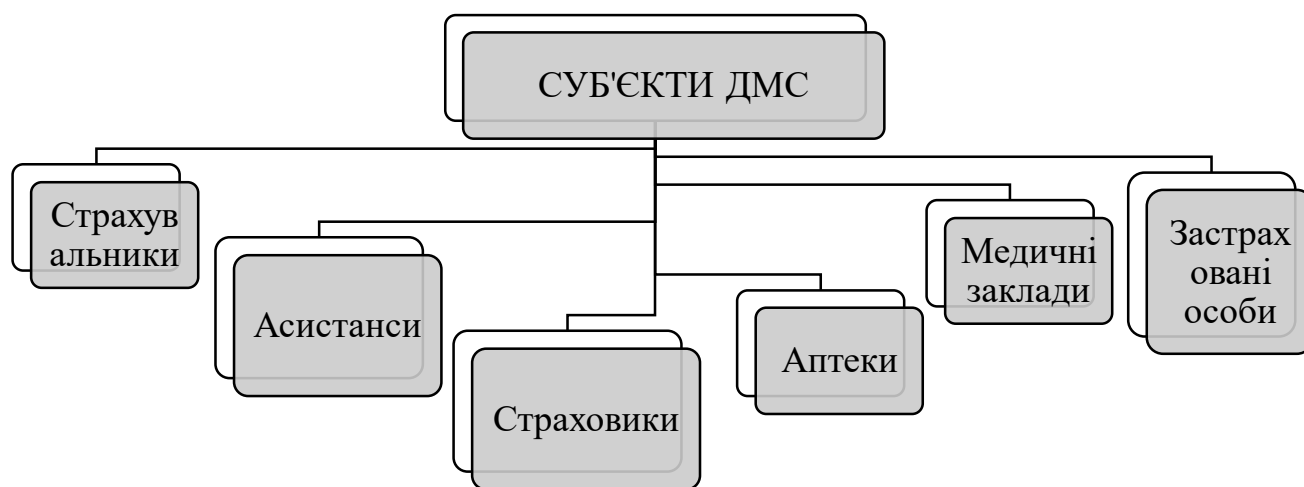 СУБ'ЄКТИ ДМС
Страхув
альники
Асистанси
Страховики
Аптеки
Медичні
заклади
Застрах
овані
особи